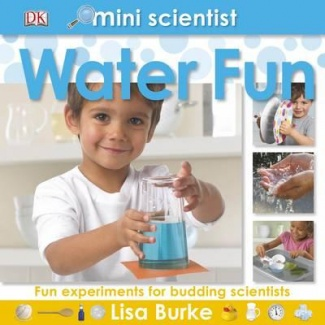 DK
mini scientist
Water Fun
Fun experiments for budding scientists
Lisa Burke